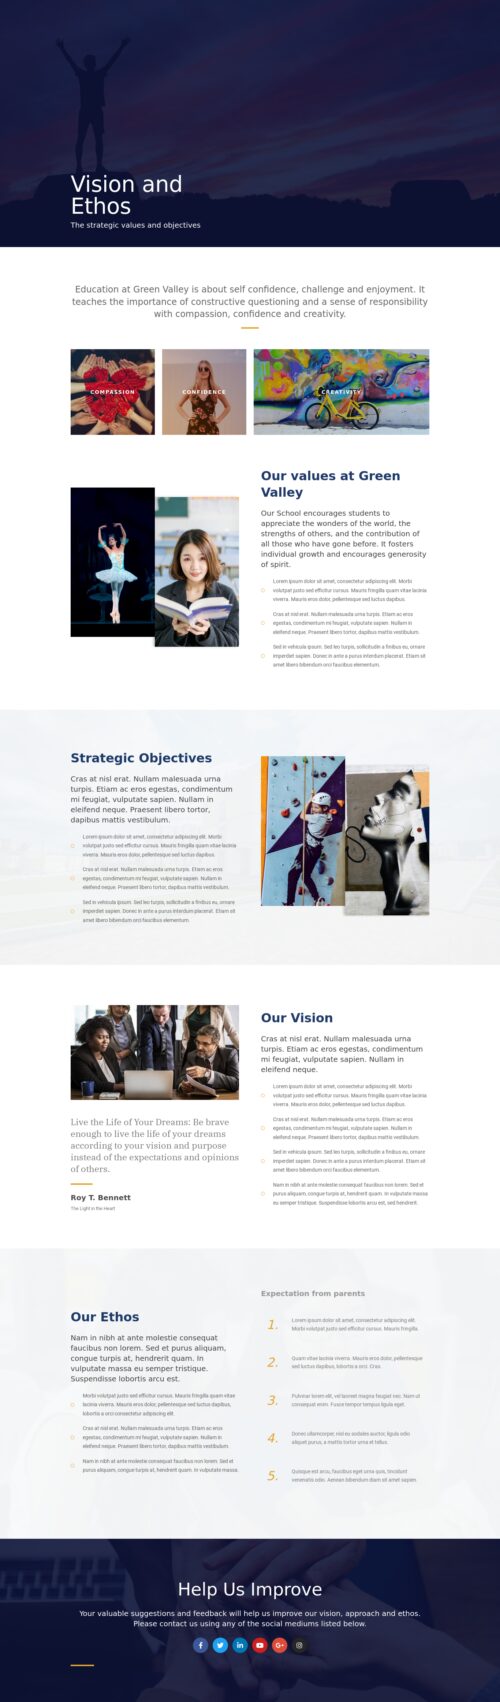 Vision and
Ethos
The strategic values and objectives
Education at Green Valley is about self confidence, challenge and enjoyment. It
teaches the importance of constructive questioning and a sense of responsibility
with compassion, confidence and creativity.
COMPASSION
CONFIDENCE
CREATIVITY
Our values at Green
Valley
Our School encourages students to
appreciate the wonders of the world, the
strengths of others, and the contribution of
all those who have gone before. It fosters
individual growth and encourages generosity
of spirit.
Lorem ipsum dolor sit amet, consectetur adipiscing elit. Morbi
volutpat justo sed efficitur cursus. Mauris fringilla quam vitae lacinia
viverra. Mauris eros dolor, pellentesque sed luctus dapibus.
Cras at nisl erat. Nullam malesuada urna turpis. Etiam ac eros
egestas, condimentum mi feugiat, vulputate sapien. Nullam in
eleifend neque. Praesent libero tortor, dapibus mattis vestibulum.
Sed in vehicula ipsum. Sed leo turpis, sollicitudin a finibus eu, ornare
imperdiet sapien. Donec in ante a purus interdum placerat. Etiam sit
amet libero bibendum orci faucibus elementum.
Strategic Objectives
Cras at nisl erat. Nullam malesuada urna
turpis. Etiam ac eros egestas, condimentum
mi feugiat, vulputate sapien. Nullam in
eleifend neque. Praesent libero tortor,
dapibus mattis vestibulum.
Lorem ipsum dolor sit amet, consectetur adipiscing elit. Morbi
volutpat justo sed efficitur cursus. Mauris fringilla quam vitae lacinia
viverra. Mauris eros dolor, pellentesque sed luctus dapibus.
Cras at nisl erat. Nullam malesuada urna turpis. Etiam ac eros
egestas, condimentum mi feugiat, vulputate sapien. Nullam in
eleifend neque. Praesent libero tortor, dapibus mattis vestibulum.
Sed in vehicula ipsum. Sed leo turpis, sollicitudin a finibus eu, ornare
imperdiet sapien. Donec in ante a purus interdum placerat. Etiam sit
amet libero bibendum orci faucibus elementum.
Our Vision
Cras at nisl erat. Nullam malesuada urna
turpis. Etiam ac eros egestas, condimentum
mi feugiat, vulputate sapien. Nullam in
eleifend neque.
Lorem ipsum dolor sit amet, consectetur adipiscing elit. Morbi
volutpat justo sed efficitur cursus. Mauris fringilla quam vitae lacinia
viverra. Mauris eros dolor, pellentesque sed luctus dapibus.
Cras at nisl erat. Nullam malesuada urna turpis. Etiam ac eros
egestas, condimentum mi feugiat, vulputate sapien. Nullam in
eleifend neque. Praesent libero tortor, dapibus mattis vestibulum.
Sed in vehicula ipsum. Sed leo turpis, sollicitudin a finibus eu, ornare
imperdiet sapien. Donec in ante a purus interdum placerat. Etiam sit
amet libero bibendum orci faucibus elementum.
Nam in nibh at ante molestie consequat faucibus non lorem. Sed et
purus aliquam, congue turpis at, hendrerit quam. In vulputate massa
eu semper tristique. Suspendisse lobortis arcu est, sed hendrerit
Live the Life of Your Dreams: Be brave
enough to live the life of your dreams
according to your vision and purpose
instead of the expectations and opinions
of others.
Roy T. Bennett
The Light in the Heart
Our Ethos
Nam in nibh at ante molestie consequat
faucibus non lorem. Sed et purus aliquam,
congue turpis at, hendrerit quam. In
vulputate massa eu semper tristique.
Suspendisse lobortis arcu est.
Morbi volutpat justo sed efficitur cursus. Mauris fringilla quam vitae
lacinia viverra. Mauris eros dolor, pellentesque sed luctus dapibus,
lobortis a orci consectetur adipiscing elit.
Cras at nisl erat. Nullam malesuada urna turpis. Etiam ac eros
egestas, condimentum mi feugiat, vulputate sapien. Nullam in
eleifend neque. Praesent libero tortor, dapibus mattis vestibulum.
Nam in nibh at ante molestie consequat faucibus non lorem. Sed et
purus aliquam, congue turpis at, hendrerit quam. In vulputate massa.
Expectation from parents
1. Lorem ipsum dolor sit amet, consectetur adipiscing elit.
Morbi volutpat justo sed efficitur cursus. Mauris fringilla.
2. Quam vitae lacinia viverra. Mauris eros dolor, pellentesque
sed luctus dapibus, lobortis a orci. Cras
3. Pulvinar lorem elit, vel laoreet magna feugiat nec. Nam ut
consequat enim. Fusce tempor tempus ligula eget.
4. Donec ullamcorper, nisl eu sodales auctor, ligula odio
aliquet purus, a mattis tortor urna et tellus.
5. Quisque est arcu, faucibus eget urna quis, tincidunt
venenatis odio. Aenean bibendum diam sit amet sapien.
Help Us Improve
Your valuable suggestions and feedback will help us improve our vision, approach and ethos.
Please contact us using any of the social mediums listed below.